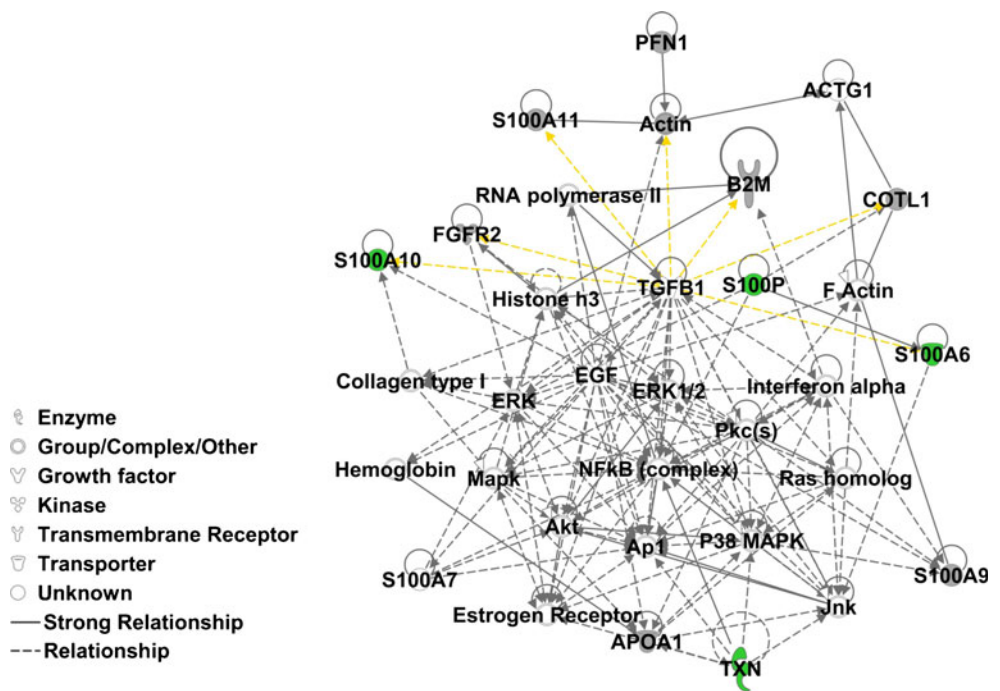 PFN1
ACTG1
S100A11
Actin
B2M
RNA polymerase II
COTL1
FGFR2
S100A10
TGFB1
S100P
Histone h3
F Actin
S100A6
EGF
Collagen type I
ERK
ERK1/2
Interferon alpha
Pkc(s)
Hemoglobin
Mapk
NFkB (complex)
Ras homolog
Akt
Ap1
P38 MAPK
S100A7
S100A9
Estrogen Receptor
Jnk
APOA1
TXN
Enzyme
Group/Complex/Other
Growth factor
Kinase
Transmembrane Receptor
Transporter
Unknown
Strong Relationship
Relationship